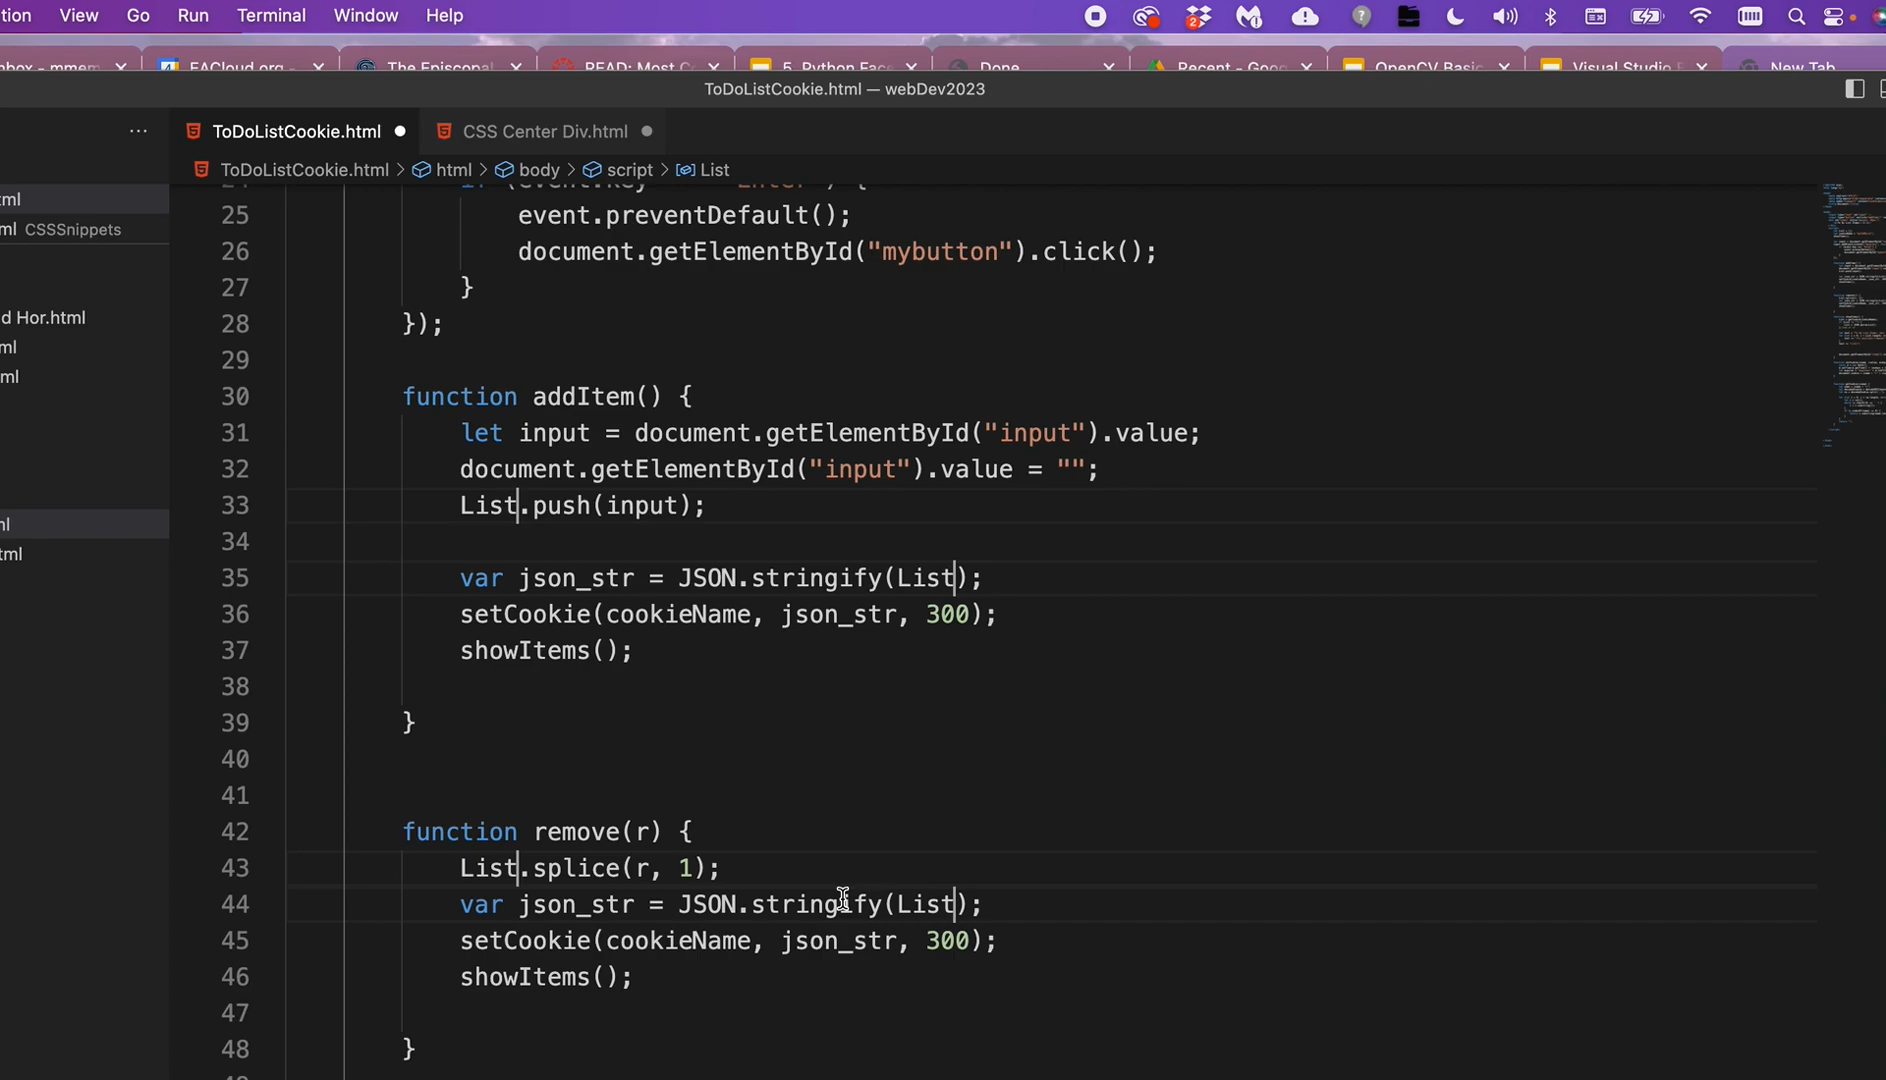 tion View Go Run Terminal Window Help
2
EACloud.org - × The Episcopal × READ: Most C × 5. Python Fac × Done × Recent - Goo × OpenCV Basic × Visual Studio × New Tab
ToDoListCookie.html — webDev2023
··· ToDoListCookie.html CSS Center Div.html
ToDoListCookie.html > html > body > script > List
tml
ml CSSSnippets
d Hor.html
ml
ml
ml
tml
25 event.preventDefault();
26 document.getElementById("mybutton").click();
27 }
28 });
29
30 function addItem() {
31 let input = document.getElementById("input").value;
32 document.getElementById("input").value = "";
33 List.push(input);
34
35 var json_str = JSON.stringify(List);
36 setCookie(cookieName, json_str, 300);
37 showItems();
38
39 }
40
41
42 function remove(r) {
43 List.splice(r, 1);
44 var json_str = JSON.stringify(List);
45 setCookie(cookieName, json_str, 300);
46 showItems();
47
48 }